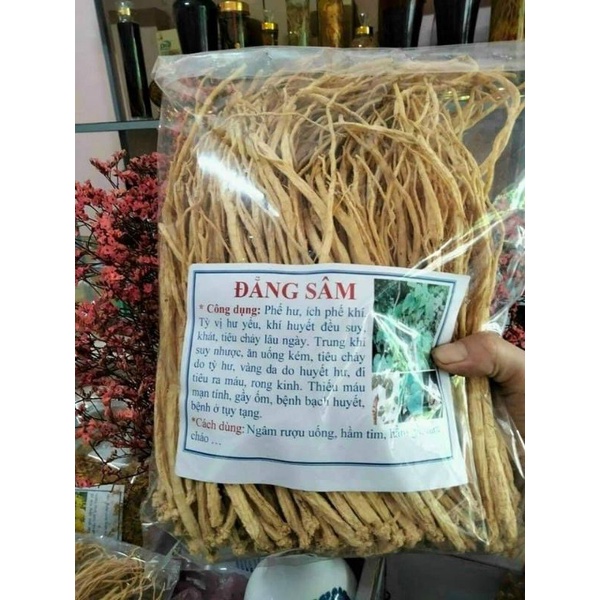 ĐẲNG SÂM
* Công dụng: Phế hư, ích phế khí.
Tỳ vị hư yếu, khí huyết đều suy,
khát, tiêu chảy lâu ngày. Trung khí
suy nhược, ăn uống kém, tiêu chảy
do tỳ hư, vàng da do huyết hư, đi
tiêu ra máu, rong kinh. Thiếu máu
mạn tính, gầy ốm, bệnh bạch huyết,
bệnh ở tụy tạng.
*Cách dùng: Ngâm rượu uống, hầm tim,
cháo ...